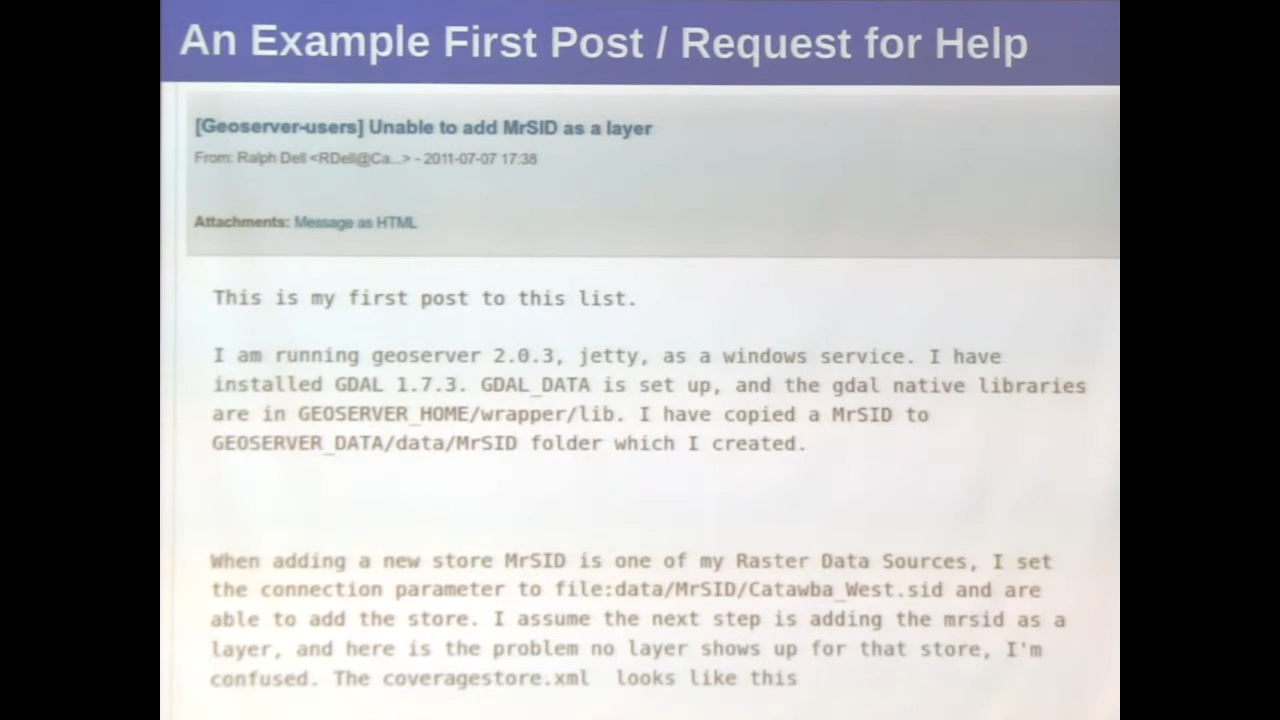 An Example First Post / Request for Help
[Geoserver-users] Unable to add MrSID as a layer
From: Ralph Dell <RDell@Ca...> - 2011-07-07 17:38
Attachments: Message as HTML
This is my first post to this list.
I am running geoserver 2.0.3, jetty, as a windows service. I have
installed GDAL 1.7.3. GDAL_DATA is set up, and the gdal native libraries
are in GEOSERVER_HOME/wrapper/lib. I have copied a MrSID to
GEOSERVER_DATA/data/MrSID folder which I created.
When adding a new store MrSID is one of my Raster Data Sources, I set
the connection parameter to file:data/MrSID/Catawba_West.sid and are
able to add the store. I assume the next step is adding the mrsid as a
layer, and here is the problem no layer shows up for that store, I'm
confused. The coveragestore.xml  looks like this